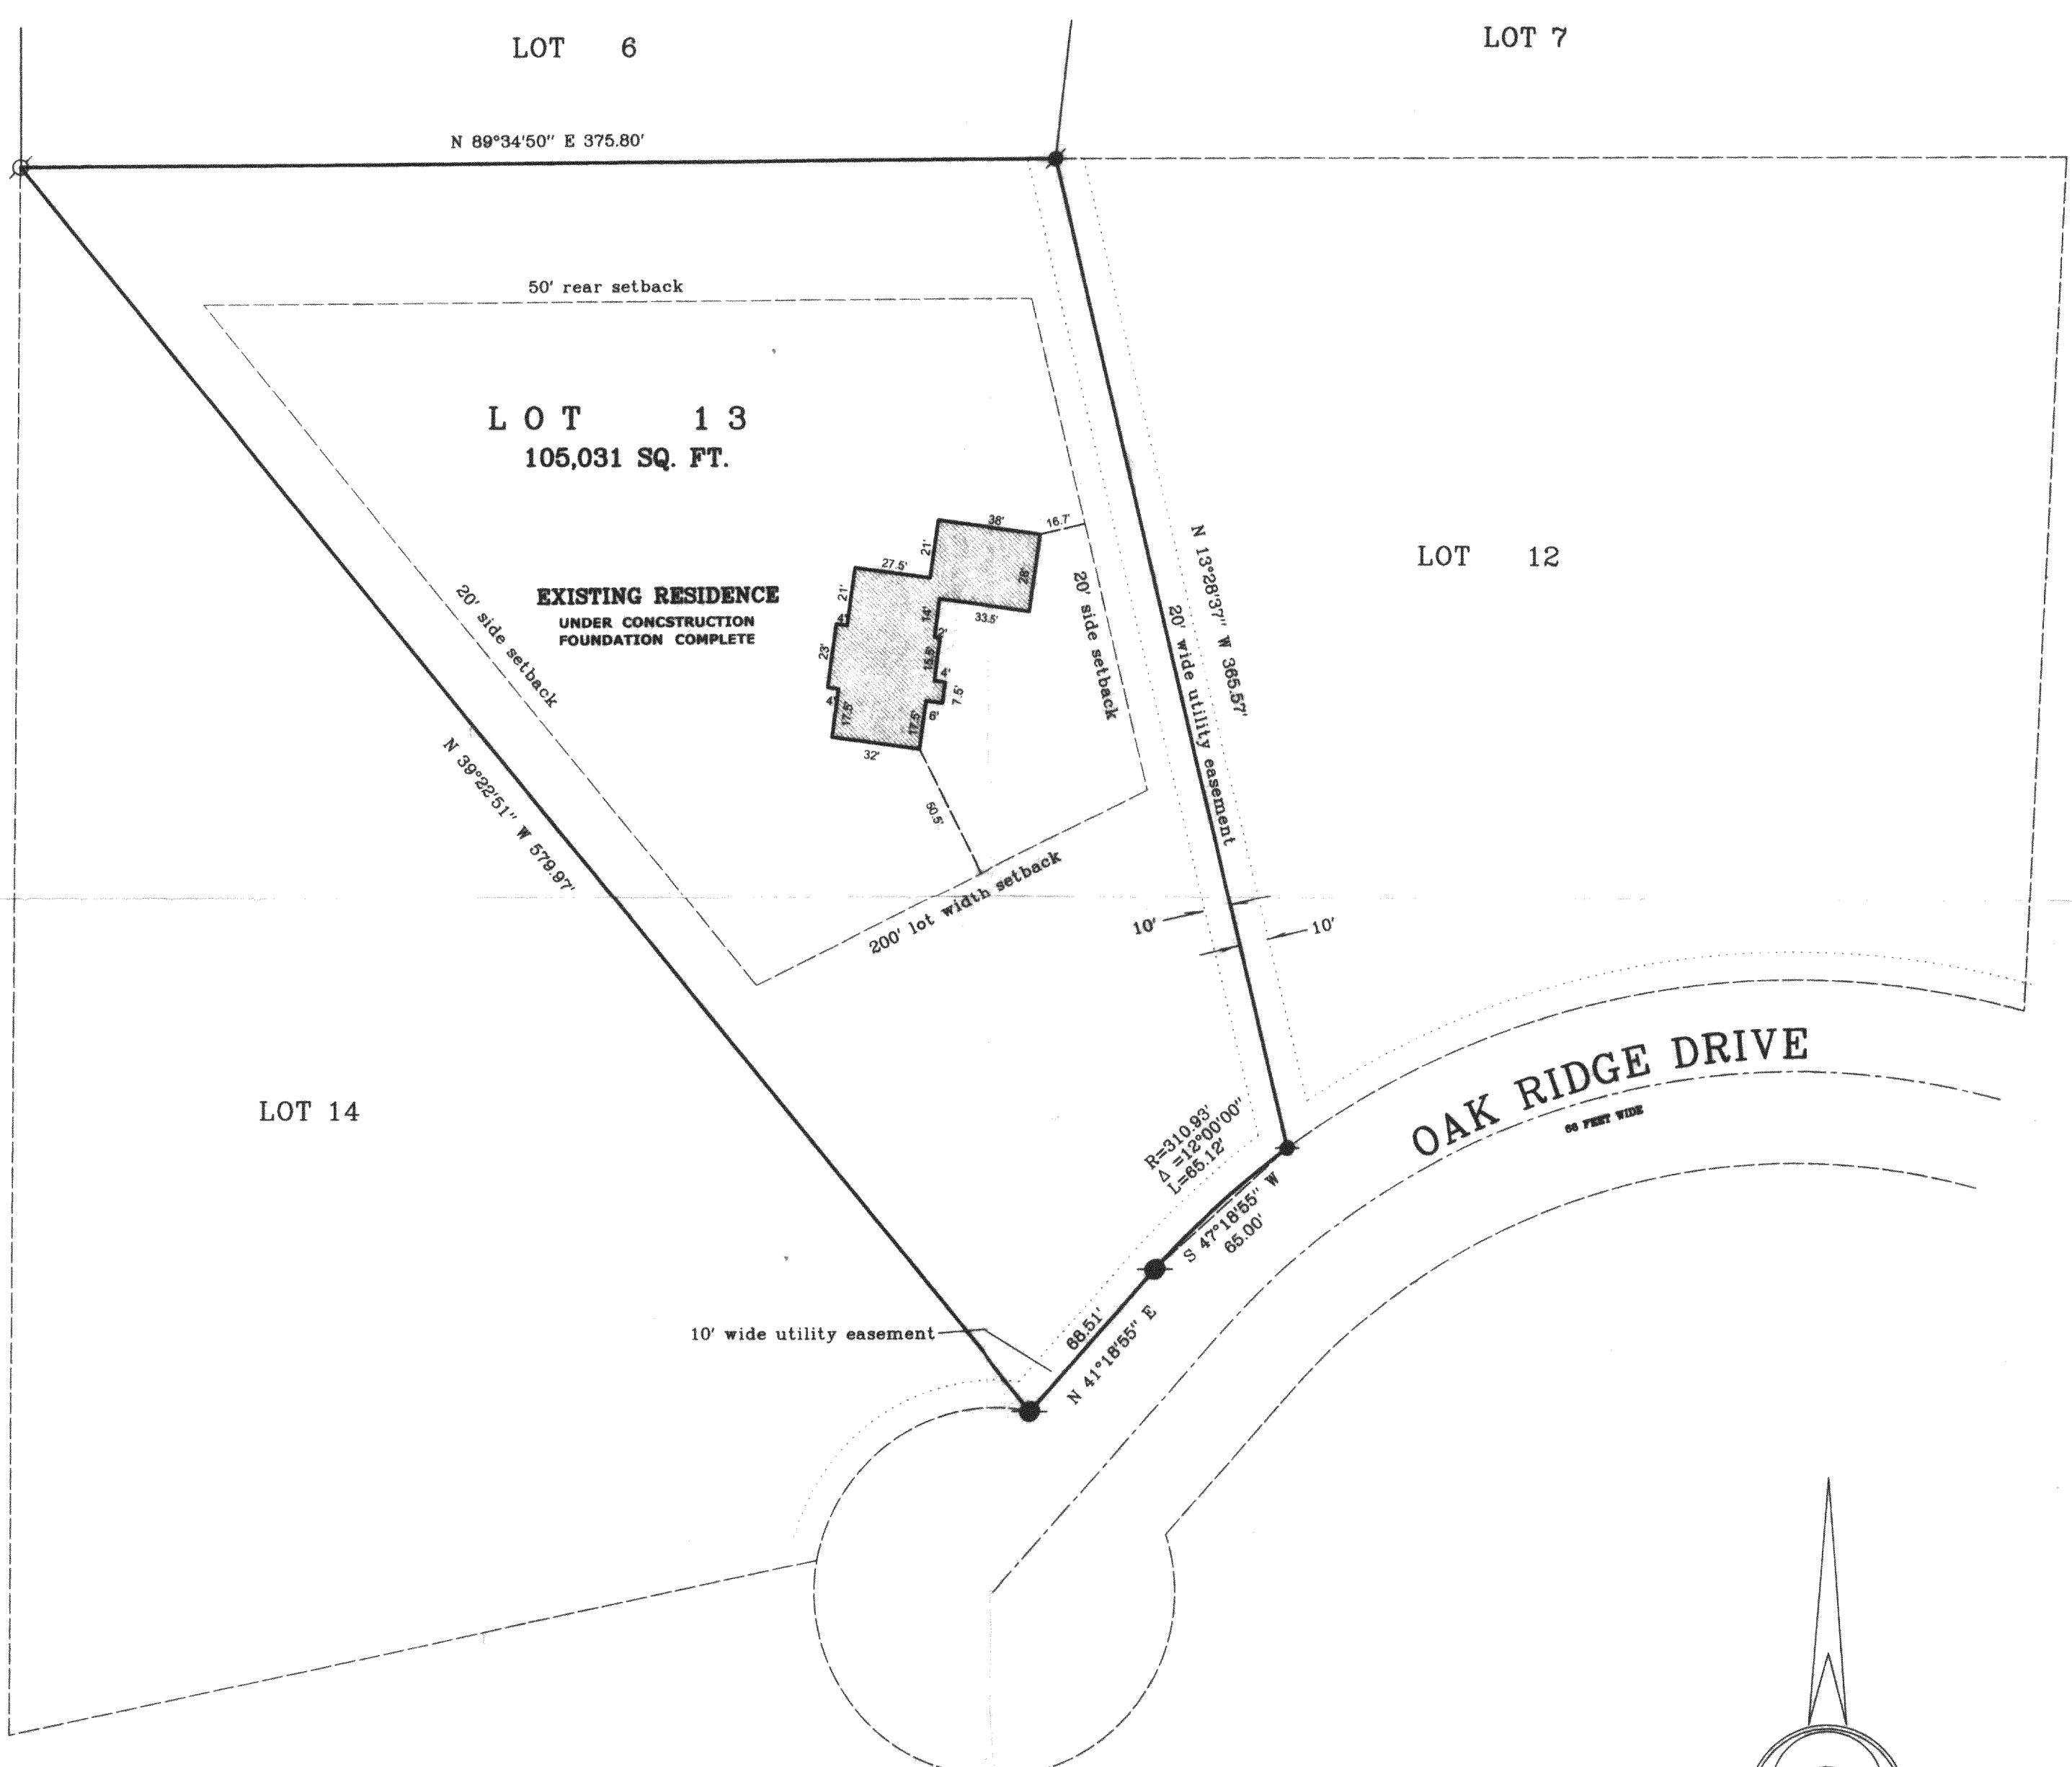 LOT 6
LOT 7
N 89°34'50" E 375.80'
50' rear setback
LOT 13
105,031 SQ. FT.
38'
16.7'
21'
27.5'
28'
21'
EXISTING RESIDENCE
UNDER CONCSTRUCTION
FOUNDATION COMPLETE
4'
14'
33.5'
2'
23'
15.5'
4'
7.5'
4'
17.5'
17.5'
6'
32'
50.5'
20' side setback
20' side setback
N 13°28'37" W 365.57'
20' wide utility easement
LOT 12
N 39°22'51" W 579.97'
200' lot width setback
10'
10'
LOT 14
OAK RIDGE DRIVE
66 FEET WIDE
R=310.93'
Δ =12°00'00"
L=65.12'
S 47°18'55" W
65.00'
68.51'
N 41°18'55" E
10' wide utility easement